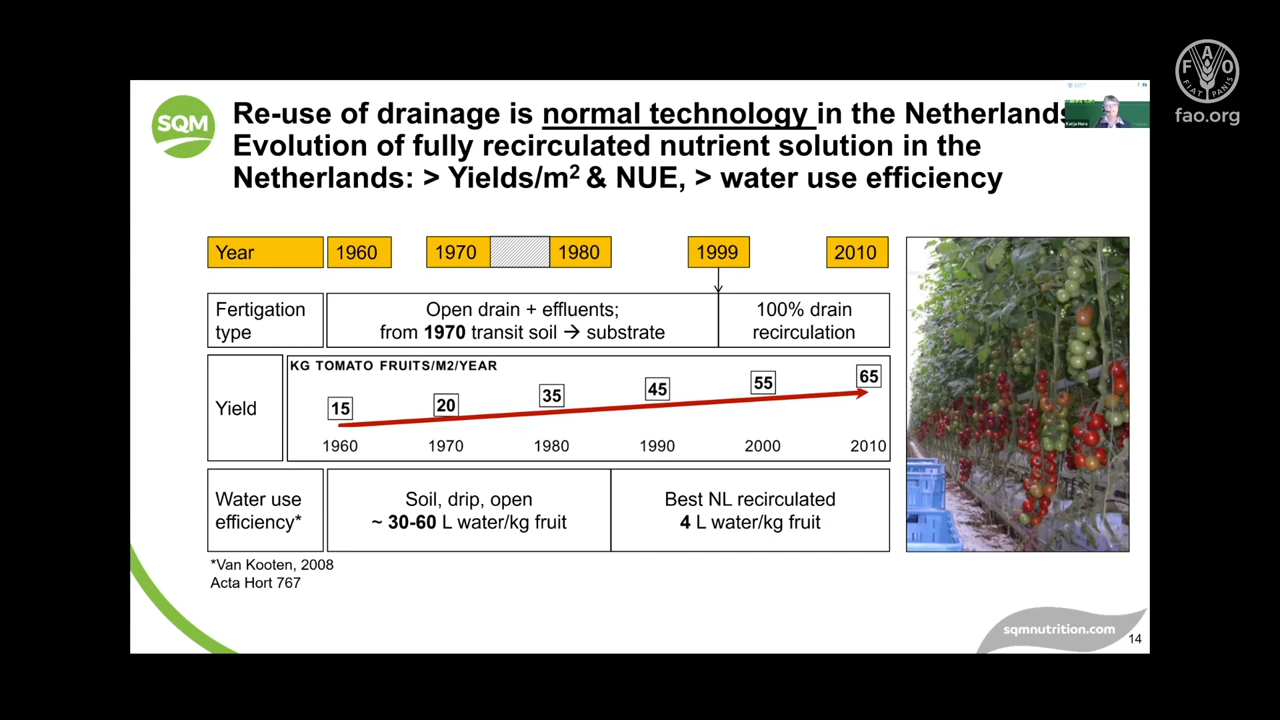 FAO
FIAT PANIS
fao.org
SQM
Re-use of drainage is normal technology in the Netherlands
Evolution of fully recirculated nutrient solution in the
Netherlands: > Yields/m² & NUE, > water use efficiency
Year 1960 1970 1980 1999 2010
Fertigation type
Open drain + effluents;
from 1970 transit soil → substrate
100% drain
recirculation
Yield
KG TOMATO FRUITS/M2/YEAR
15 20 35 45 55 65
1960 1970 1980 1990 2000 2010
Water use
efficiency*
Soil, drip, open
~ 30-60 L water/kg fruit
Best NL recirculated
4 L water/kg fruit
*Van Kooten, 2008
Acta Hort 767
sqmnutrition.com
14